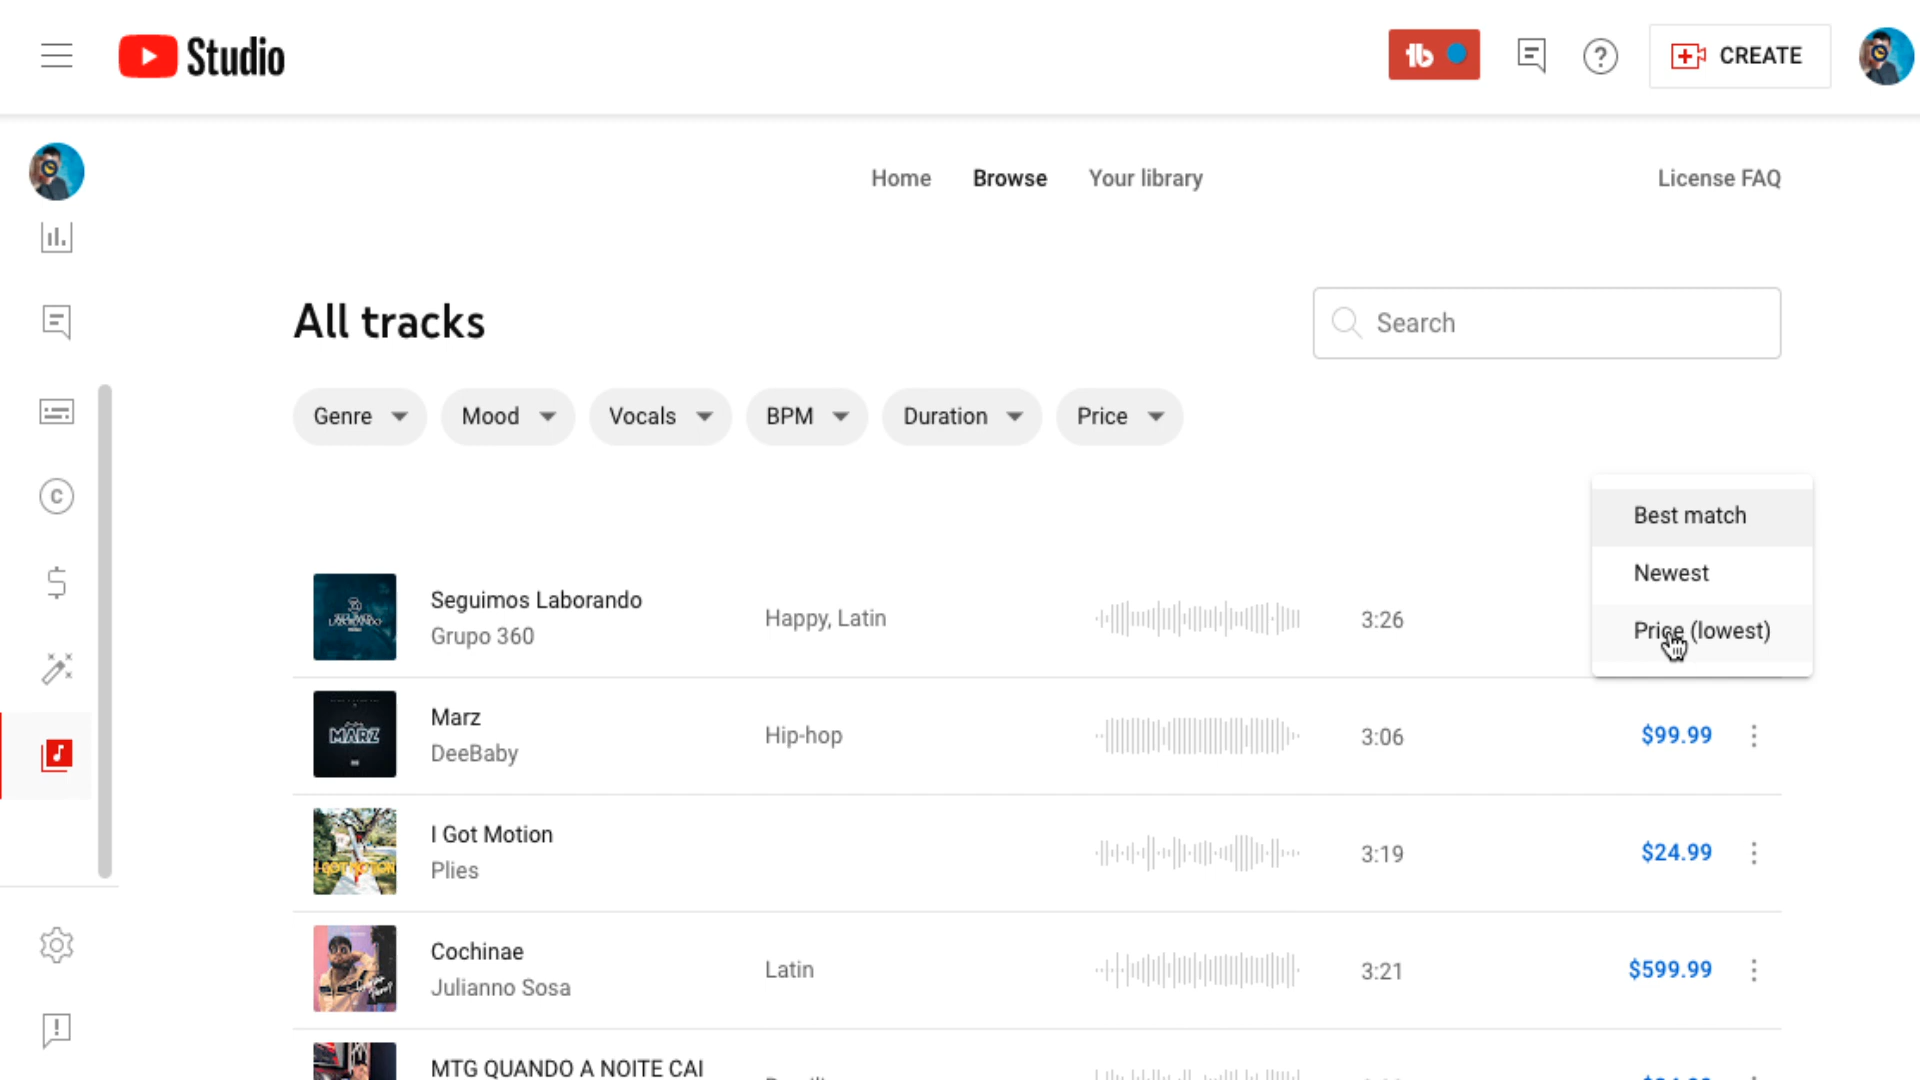 Studio
CREATE
Home
Browse
Your library
License FAQ
All tracks
Search
Genre
Mood
Vocals
BPM
Duration
Price
Best match
Newest
Price (lowest)
Seguimos Laborando
Grupo 360
Happy, Latin
3:26
MARZ
Marz
DeeBaby
Hip-hop
3:06
$99.99
I GOT MOTION
I Got Motion
Plies
3:19
$24.99
Cochinae
Julianno Sosa
Latin
3:21
$599.99
MTG QUANDO A NOITE CAI